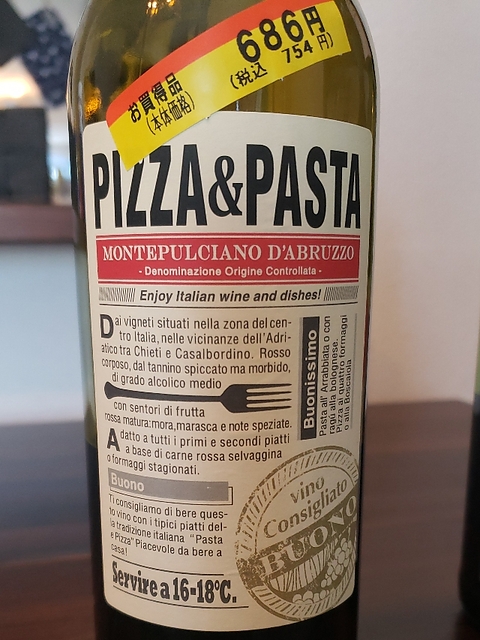 お買得品
(本体価格)
686円
(税込 754円)
PIZZA&PASTA
MONTEPULCIANO D'ABRUZZO
- Denominazione Origine Controllata -
Enjoy Italian wine and dishes!
Dai vigneti situati nella zona del cen-
tro Italia, nelle vicinanze dell'Adri-
atico tra Chieti e Casalbordino. Rosso
corposo, dal tannino spiccato ma morbido,
di grado alcolico medio
con sentori di frutta
rossa matura:mora,marasca e note speziate.
Adatto a tutti i primi e secondi piatti
a base di carne rossa selvaggina
o formaggi stagionati.
Buonissimo
Pasta all' Arrabbiata o con
ragù alla bolognese.
Pizza ai quattro formaggi
o alla Boscaiola
Buono
Ti consigliamo di bere ques-
to vino con i tipici piatti del-
la tradizione italiana "Pasta
e Pizza" Piacevole da bere a
casa!
Servire a 16-18°C.
vino
Consigliato
BUONO